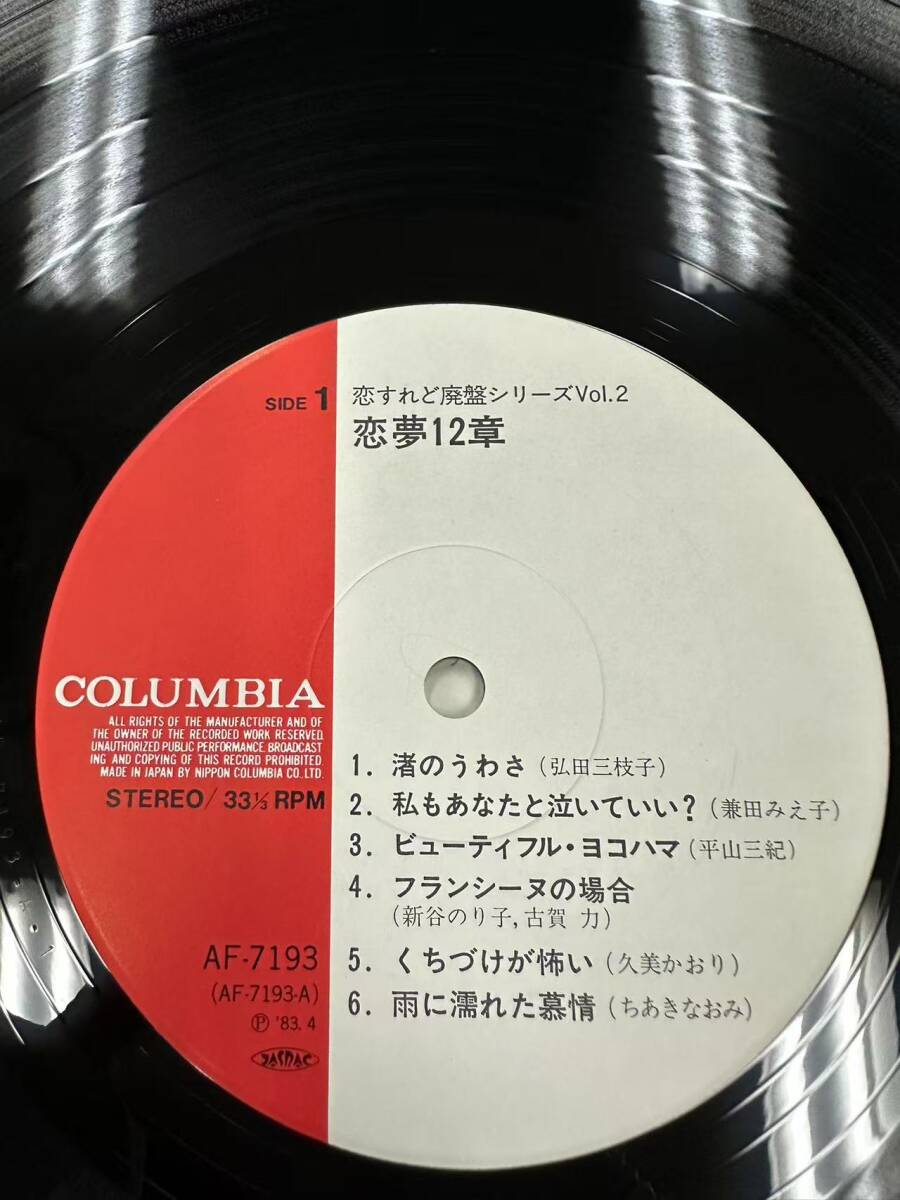 SIDE 1
恋すれど廃盤シリーズVol.2
恋夢12章
COLUMBIA
ALL RIGHTS OF THE MANUFACTURER AND OF
THE OWNER OF THE RECORDED WORK RESERVED
UNAUTHORIZED PUBLIC PERFORMANCE. BROADCAST
ING AND COPYING OF THIS RECORD PROHIBITED
MADE IN JAPAN BY NIPPON COLUMBIA CO. LTD.
STEREO/33⅓ RPM
AF-7193
(AF-7193-A)
Ⓟ '83. 4
JASRAC
1. 渚のうわさ(弘田三枝子)
2. 私もあなたと泣いていい?(兼田みえ子)
3. ビューティフル・ヨコハマ(平山三紀)
4. フランシーヌの場合
(新谷のり子, 古賀 力)
5. くちづけが怖い(久美かおり)
6. 雨に濡れた慕情(ちあきなおみ)